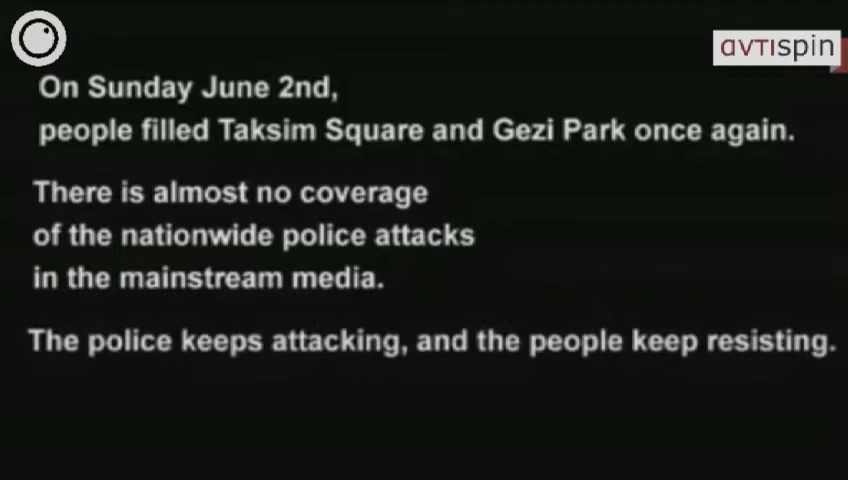 αντιspin
On Sunday June 2nd,
people filled Taksim Square and Gezi Park once again.
There is almost no coverage
of the nationwide police attacks
in the mainstream media.
The police keeps attacking, and the people keep resisting.